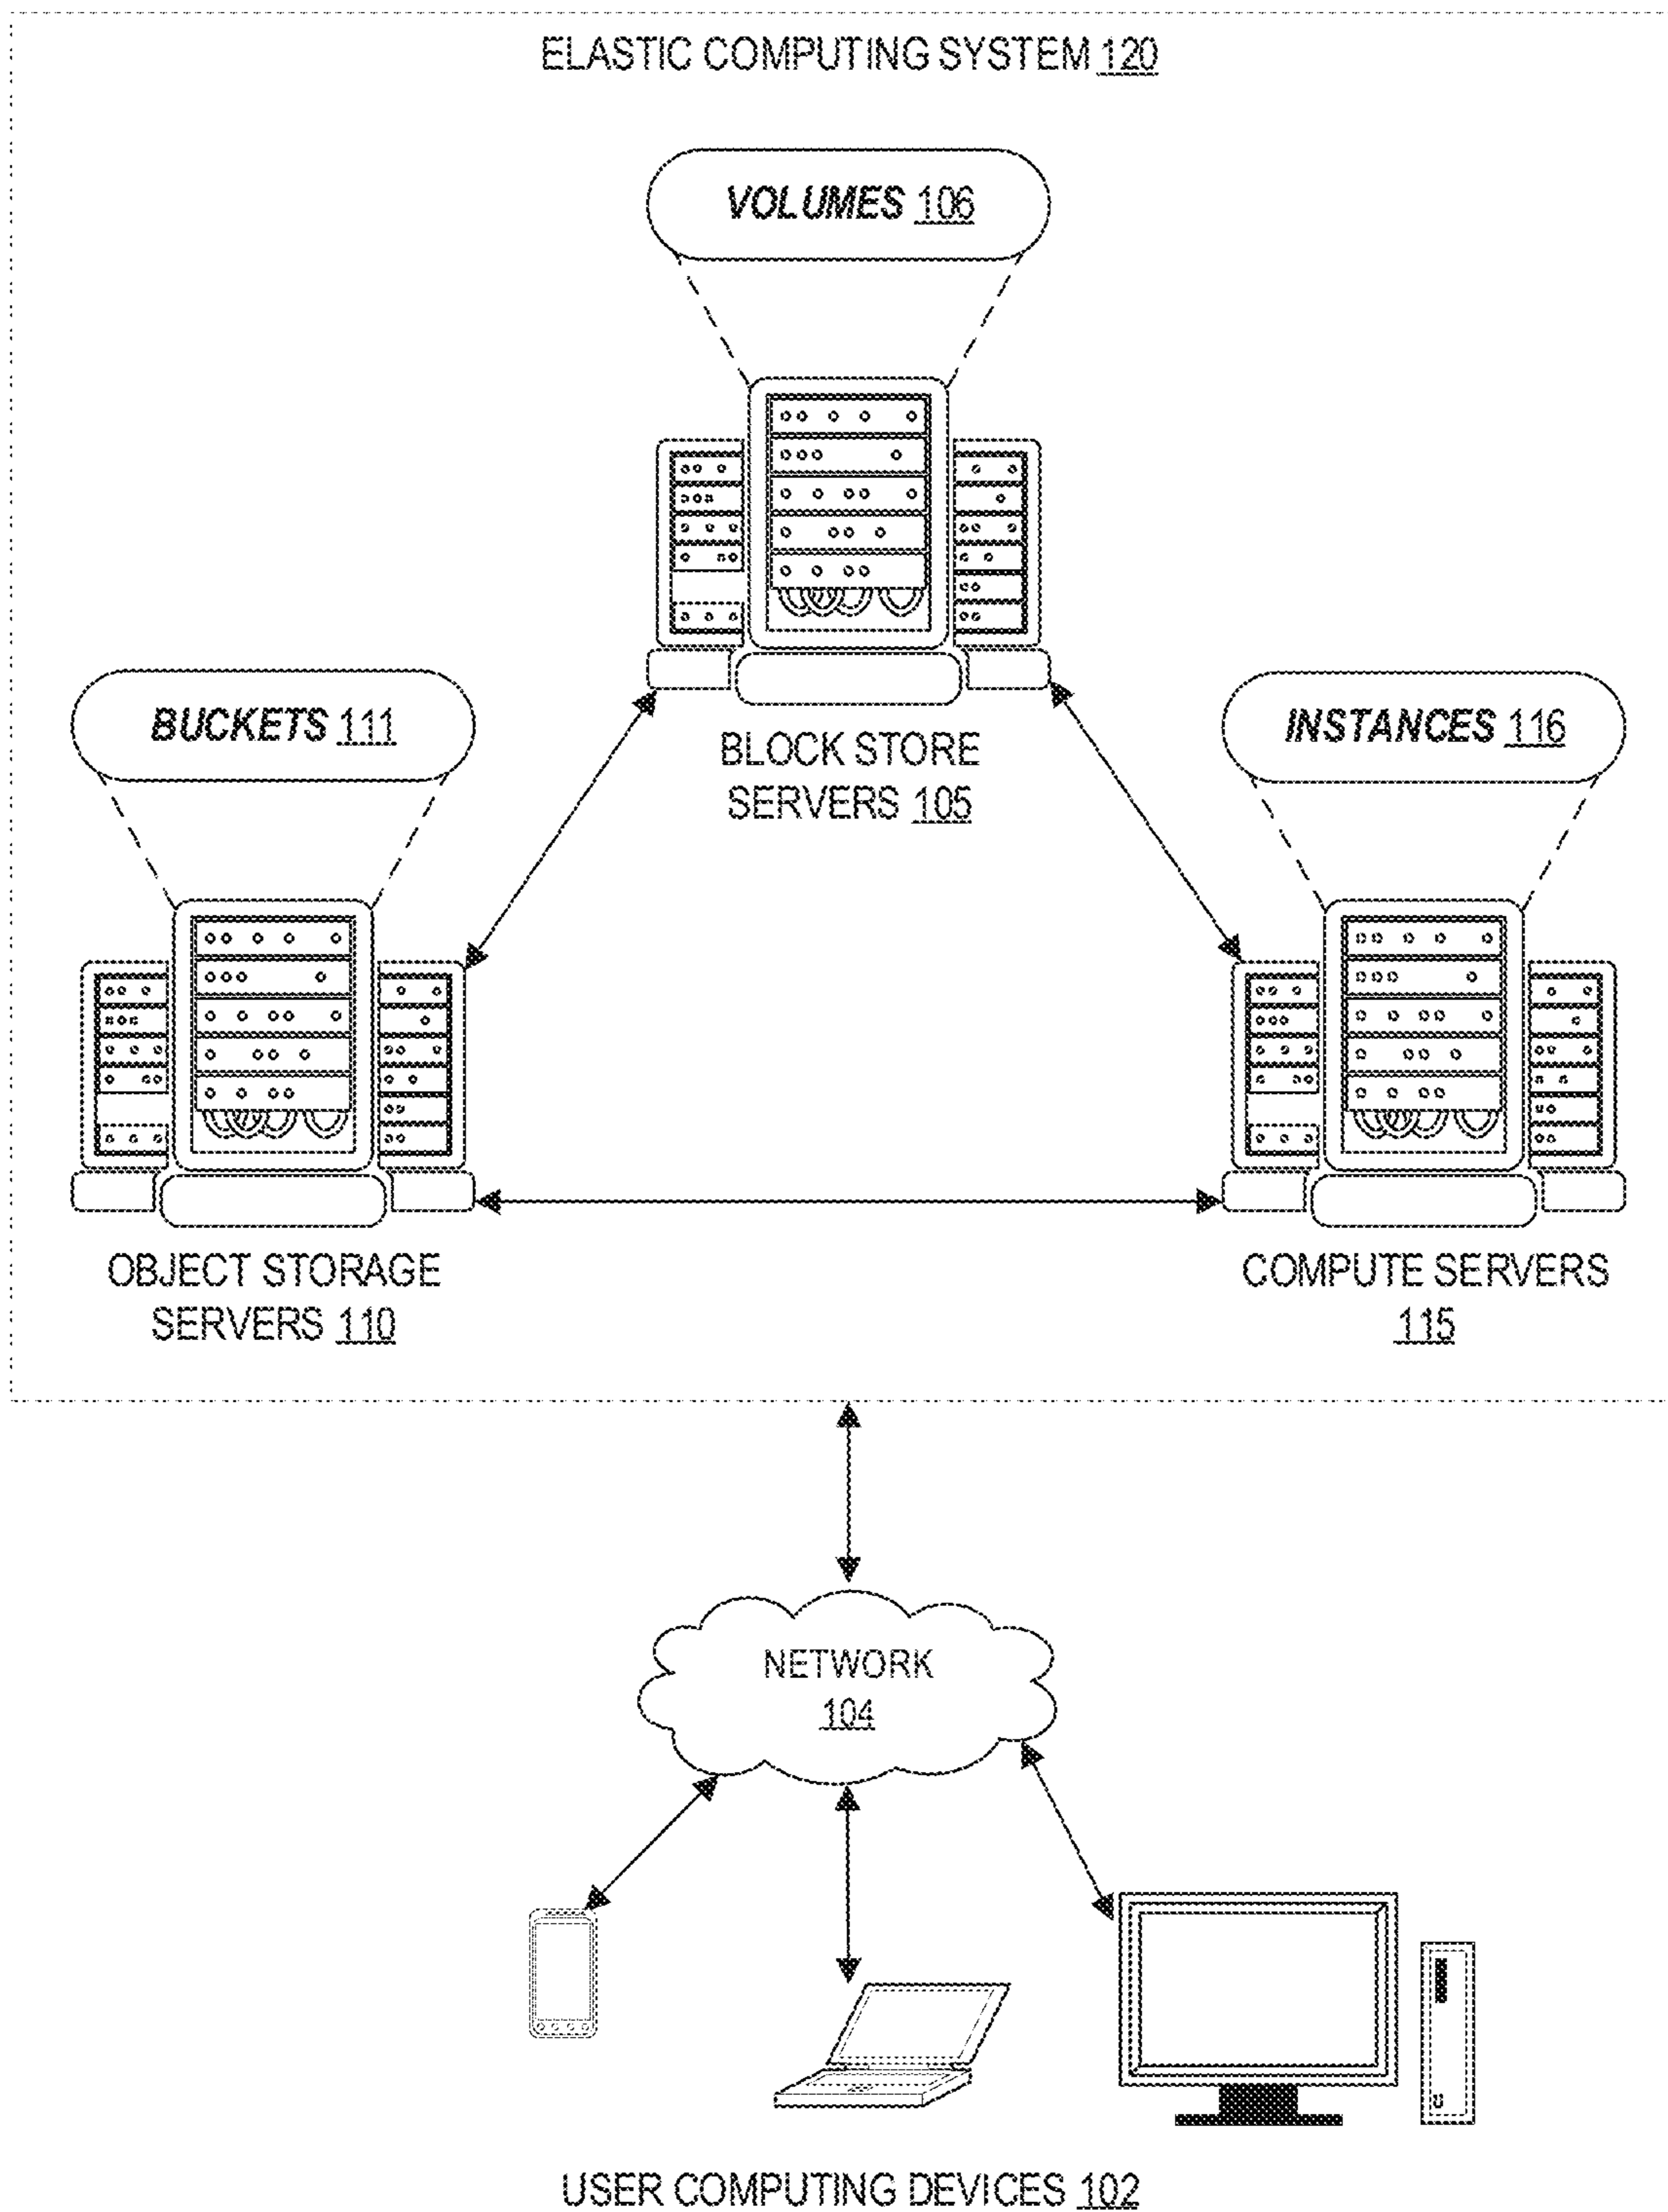 ELASTIC COMPUTING SYSTEM 120
VOLUMES 106
BUCKETS 111
BLOCK STORE
SERVERS 105
INSTANCES 116
OBJECT STORAGE
SERVERS 110
COMPUTE SERVERS
115
NETWORK
104
USER COMPUTING DEVICES 102